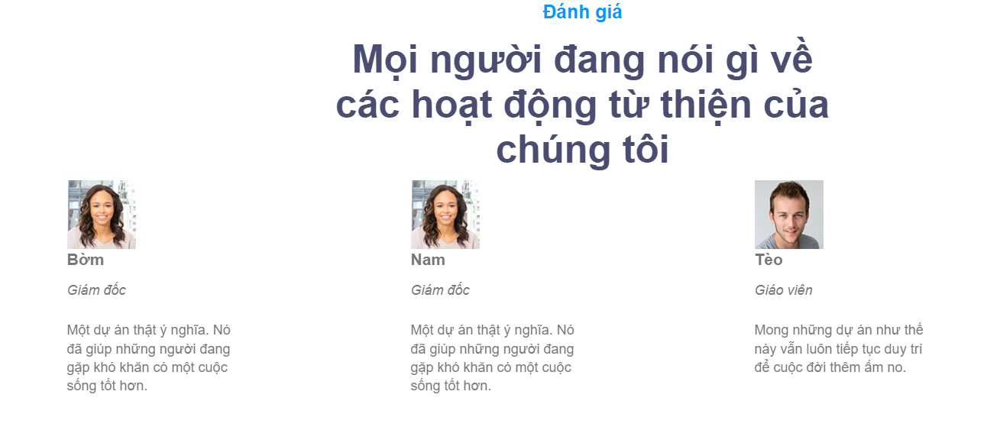 Đánh giá
Mọi người đang nói gì về
các hoạt động từ thiện của
chúng tôi
Bờm
Giám đốc
Một dự án thật ý nghĩa. Nó
đã giúp những người đang
gặp khó khăn có một cuộc
sống tốt hơn.
Nam
Giám đốc
Một dự án thật ý nghĩa. Nó
đã giúp những người đang
gặp khó khăn có một cuộc
sống tốt hơn.
Tèo
Giáo viên
Mong những dự án như thế
này vẫn luôn tiếp tục duy trì
để cuộc đời thêm ấm no.